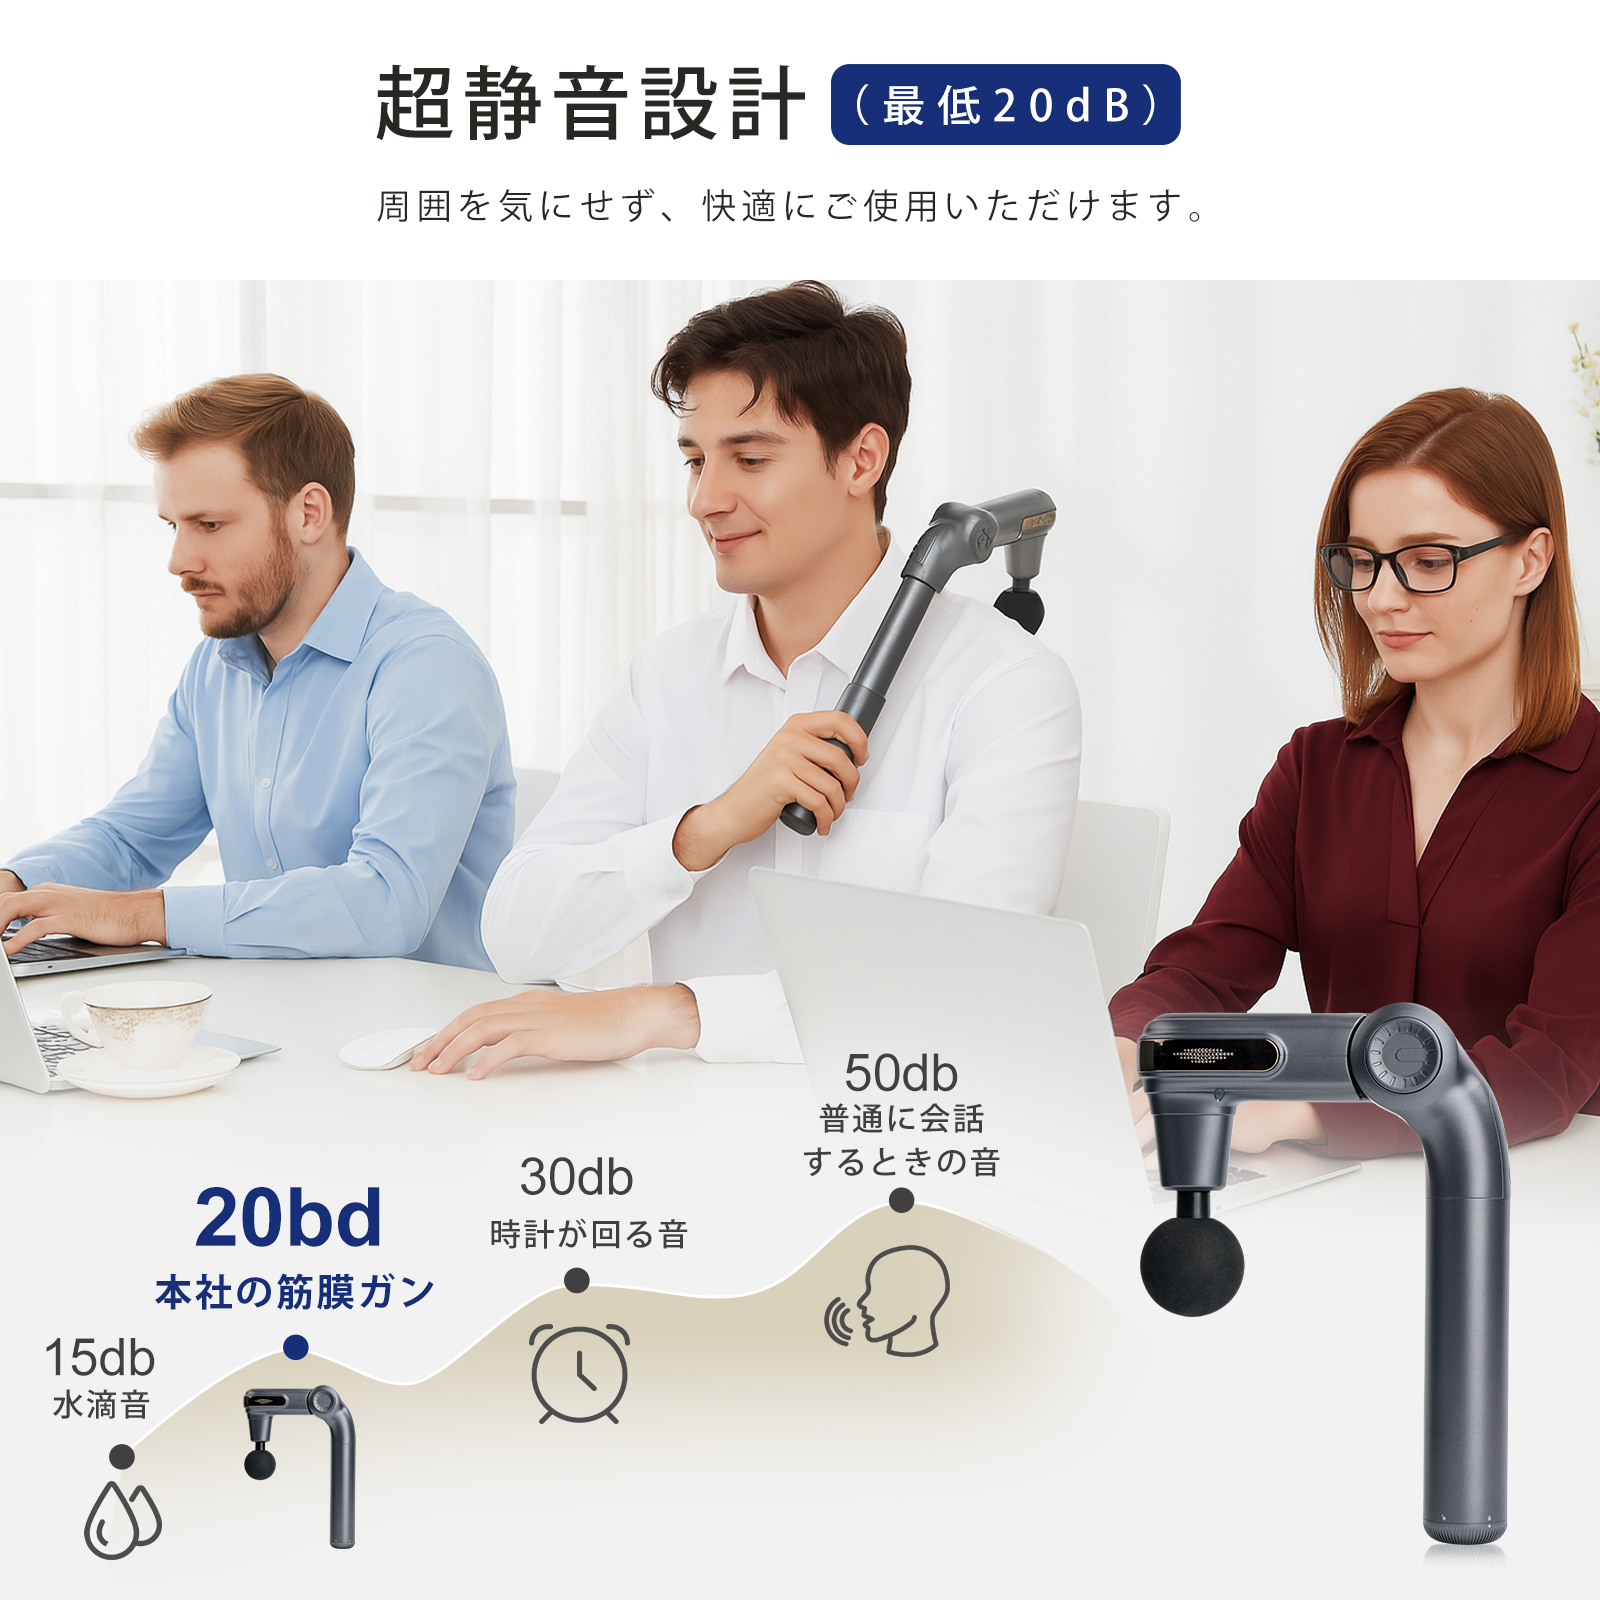 超静音設計 （最低20dB）
周囲を気にせず、快適にご使用いただけます。
50db
普通に会話
するときの音
30db
時計が回る音
20bd
本社の筋膜ガン
15db
水滴音